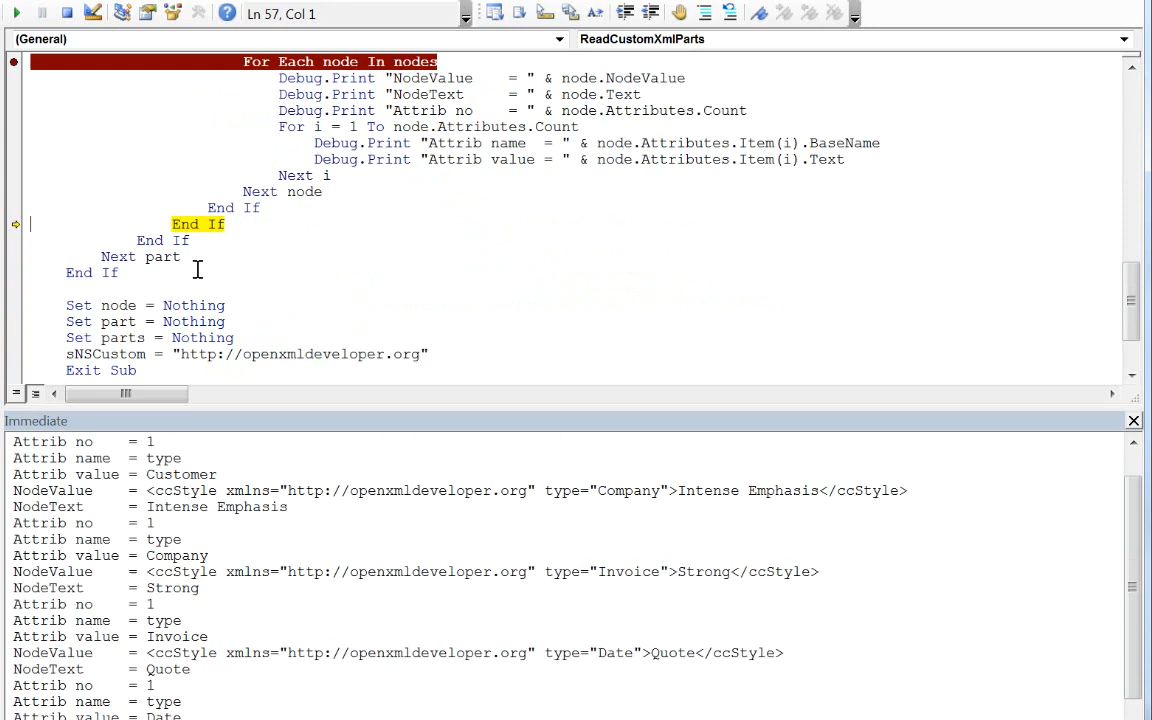 Ln 57, Col 1
(General) ReadCustomXmlParts
For Each node In nodes
Debug.Print "NodeValue    = " & node.NodeValue
Debug.Print "NodeText     = " & node.Text
Debug.Print "Attrib no    = " & node.Attributes.Count
For i = 1 To node.Attributes.Count
Debug.Print "Attrib name  = " & node.Attributes.Item(i).BaseName
Debug.Print "Attrib value = " & node.Attributes.Item(i).Text
Next i
Next node
End If
End If
End If
Next part
End If
Set node = Nothing
Set part = Nothing
Set parts = Nothing
sNSCustom = "http://openxmldeveloper.org"
Exit Sub
Immediate
Attrib no    = 1
Attrib name  = type
Attrib value = Customer
NodeValue    = <ccStyle xmlns="http://openxmldeveloper.org" type="Company">Intense Emphasis</ccStyle>
NodeText     = Intense Emphasis
Attrib no    = 1
Attrib name  = type
Attrib value = Company
NodeValue    = <ccStyle xmlns="http://openxmldeveloper.org" type="Invoice">Strong</ccStyle>
NodeText     = Strong
Attrib no    = 1
Attrib name  = type
Attrib value = Invoice
NodeValue    = <ccStyle xmlns="http://openxmldeveloper.org" type="Date">Quote</ccStyle>
NodeText     = Quote
Attrib no    = 1
Attrib name  = type
Attrib value = Date